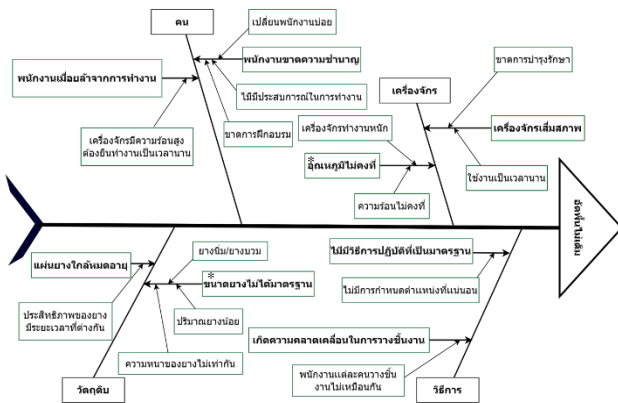 คน
เปลี่ยนพนักงานบ่อย
พนักงานขาดความชำนาญ
พนักงานเมื่อยล้าจากการทำงาน
ไม่มีประสบการณ์ในการทำงาน
ขาดการฝึกอบรม
เครื่องจักรมีความร้อนสูง
ต้องยืนทำงานเป็นเวลานาน
เครื่องจักร
ขาดการบำรุงรักษา
เครื่องจักรเสื่อมสภาพ
เครื่องจักรทำงานหนัก
*อุณหภูมิไม่คงที่
ใช้งานเป็นเวลานาน
ความร้อนไม่คงที่
ฉีดพื้นไม่เต็ม
แผ่นยางใกล้หมดอายุ
ยางนิ่ม/ยางบวม
*ขนาดยางไม่ได้มาตรฐาน
ประสิทธิภาพของยาง
มีระยะเวลาที่ต่างกัน
ปริมาณยางน้อย
ความหนาของยางไม่เท่ากัน
วัตถุดิบ
ไม่มีวิธีการปฏิบัติที่เป็นมาตรฐาน
ไม่มีการกำหนดตำแหน่งที่แน่นอน
เกิดความคลาดเคลื่อนในการวางชิ้นงาน
พนักงานแต่ละคนวางชิ้น
งานไม่เหมือนกัน
วิธีการ